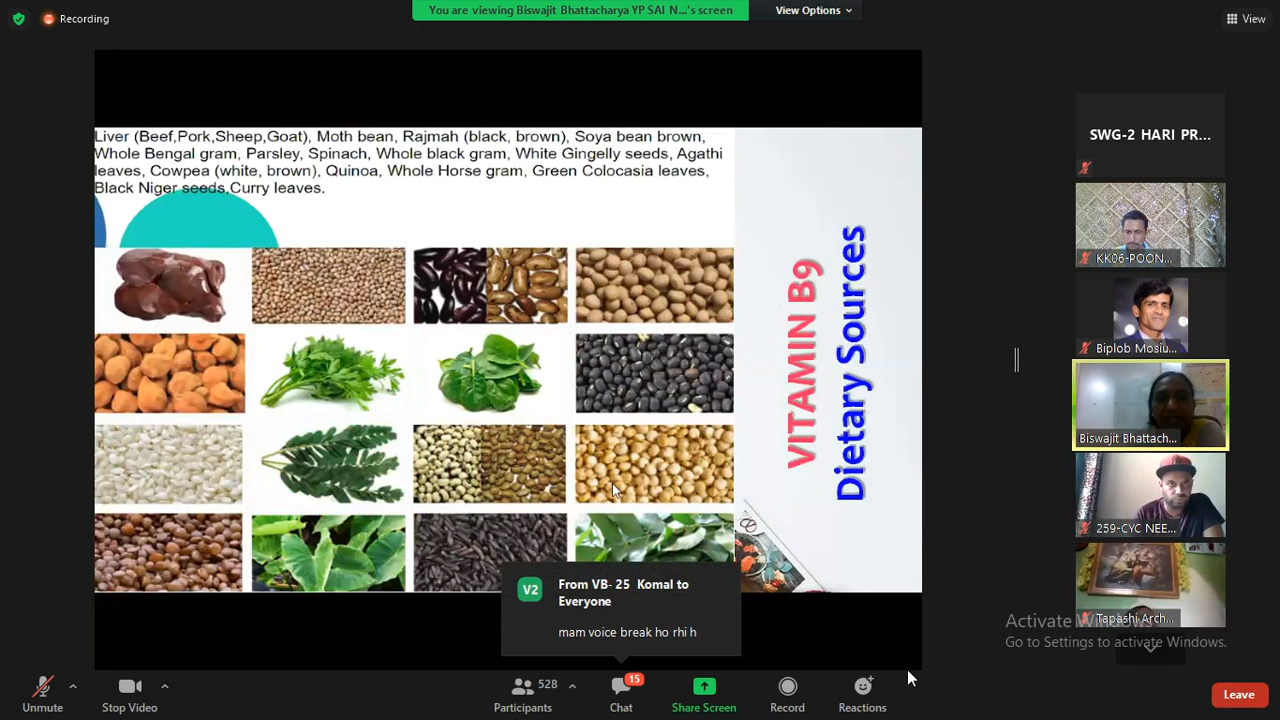 Recording
You are viewing Biswajit Bhattacharya YP SAI N...'s screen
View Options
View
Liver (Beef,Pork,Sheep,Goat), Moth bean, Rajmah (black, brown), Soya bean brown,
Whole Bengal gram, Parsley, Spinach, Whole black gram, White Gingelly seeds, Agathi
leaves, Cowpea (white, brown), Quinoa, Whole Horse gram, Green Colocasia leaves,
Black Niger seeds,Curry leaves.
VITAMIN B9
Dietary Sources
SWG-2 HARI PR...
KK06-POON...
Biplob Mosiu...
Biswajit Bhattach...
259-CYC NEE...
Tapashi Arch...
V2
From VB- 25 Komal to
Everyone
mam voice break ho rhi h
Activate Windows
Go to Settings to activate Windows.
Unmute
Stop Video
528
Participants
15
Chat
Share Screen
Record
Reactions
Leave